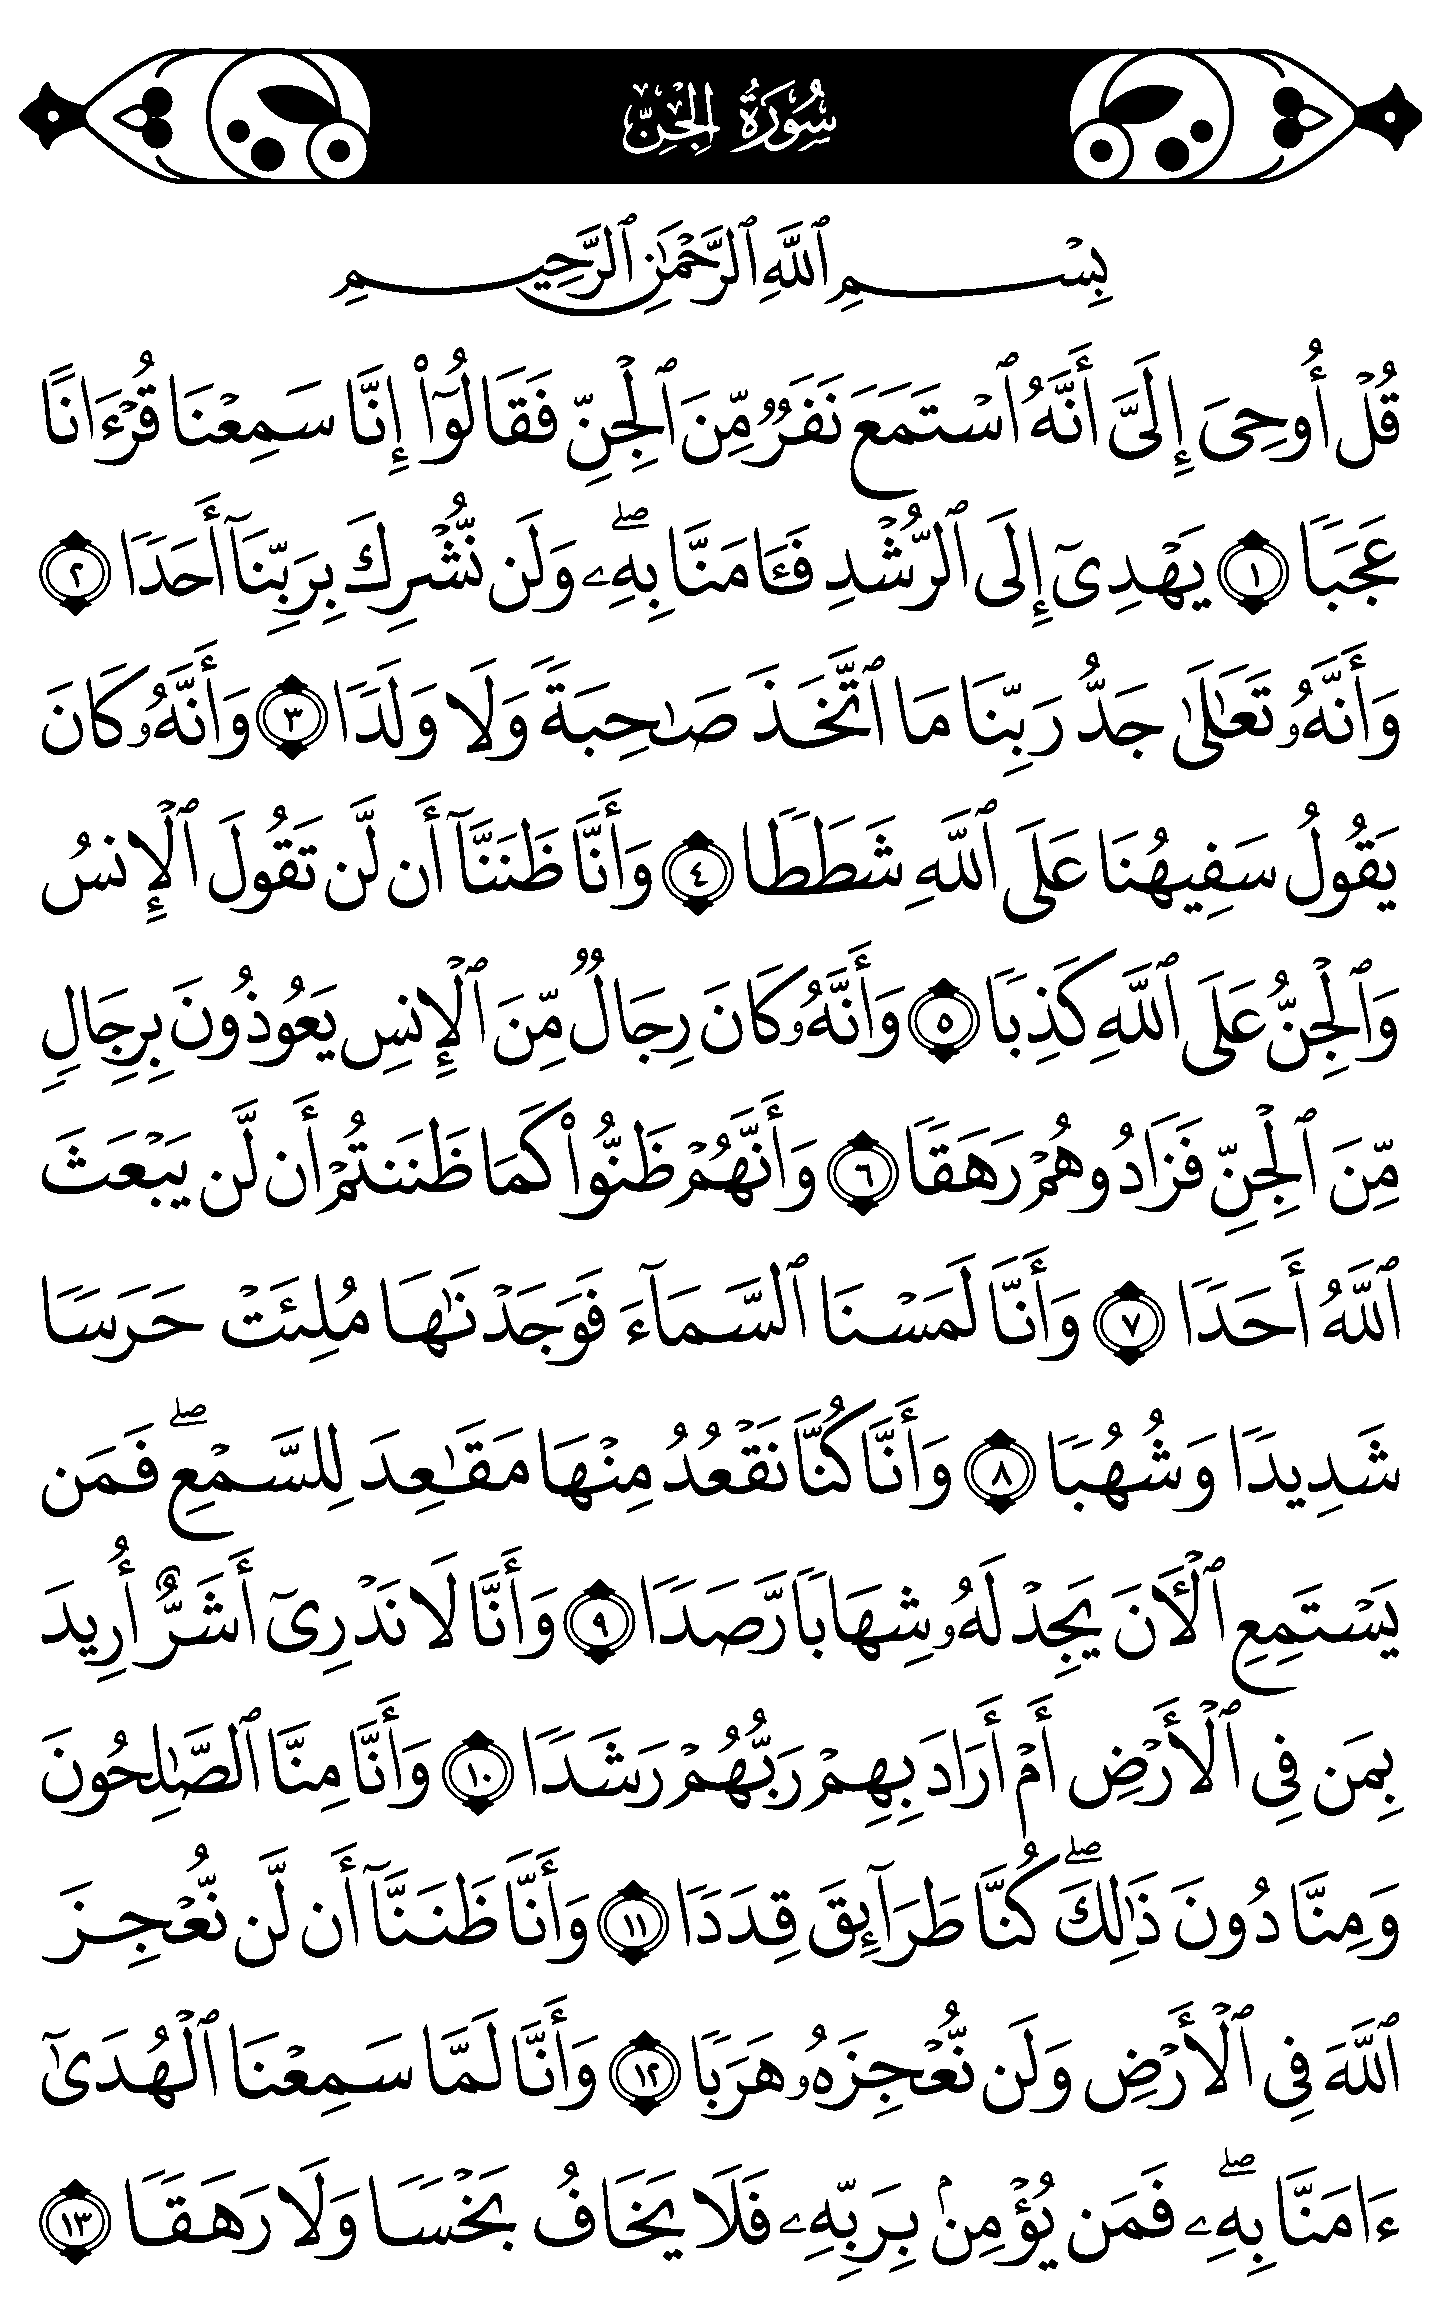 سُورَةُ الجِنِّ
بِسْمِ ٱللَّهِ ٱلرَّحْمَٰنِ ٱلرَّحِيمِ
قُلْ أُوحِىَ إِلَىَّ أَنَّهُ ٱسْتَمَعَ نَفَرٌ مِّنَ ٱلْجِنِّ فَقَالُوٓا۟ إِنَّا سَمِعْنَا قُرْءَانًا
عَجَبًا ١ يَهْدِىٓ إِلَى ٱلرُّشْدِ فَـَٔامَنَّا بِهِۦ ۖ وَلَن نُّشْرِكَ بِرَبِّنَآ أَحَدًا ٢
وَأَنَّهُۥ تَعَٰلَىٰ جَدُّ رَبِّنَا مَا ٱتَّخَذَ صَٰحِبَةً وَلَا وَلَدًا ٣ وَأَنَّهُۥ كَانَ
يَقُولُ سَفِيهُنَا عَلَى ٱللَّهِ شَطَطًا ٤ وَأَنَّا ظَنَنَّآ أَن لَّن تَقُولَ ٱلْإِنسُ
وَٱلْجِنُّ عَلَى ٱللَّهِ كَذِبًا ٥ وَأَنَّهُۥ كَانَ رِجَالٌ مِّنَ ٱلْإِنسِ يَعُوذُونَ بِرِجَالٍ
مِّنَ ٱلْجِنِّ فَزَادُوهُمْ رَهَقًا ٦ وَأَنَّهُمْ ظَنُّوا۟ كَمَا ظَنَنتُمْ أَن لَّن يَبْعَثَ
ٱللَّهُ أَحَدًا ٧ وَأَنَّا لَمَسْنَا ٱلسَّمَآءَ فَوَجَدْنَٰهَا مُلِئَتْ حَرَسًا
شَدِيدًا وَشُهُبًا ٨ وَأَنَّا كُنَّا نَقْعُدُ مِنْهَا مَقَٰعِدَ لِلسَّمْعِ ۖ فَمَن
يَسْتَمِعِ ٱلْـَٔانَ يَجِدْ لَهُۥ شِهَابًا رَّصَدًا ٩ وَأَنَّا لَا نَدْرِىٓ أَشَرٌّ أُرِيدَ
بِمَن فِى ٱلْأَرْضِ أَمْ أَرَادَ بِهِمْ رَبُّهُمْ رَشَدًا ١٠ وَأَنَّا مِنَّا ٱلصَّٰلِحُونَ
وَمِنَّا دُونَ ذَٰلِكَ ۖ كُنَّا طَرَآئِقَ قِدَدًا ١١ وَأَنَّا ظَنَنَّآ أَن لَّن نُّعْجِزَ
ٱللَّهَ فِى ٱلْأَرْضِ وَلَن نُّعْجِزَهُۥ هَرَبًا ١٢ وَأَنَّا لَمَّا سَمِعْنَا ٱلْهُدَىٰٓ
ءَامَنَّا بِهِۦ ۖ فَمَن يُؤْمِنۢ بِرَبِّهِۦ فَلَا يَخَافُ بَخْسًا وَلَا رَهَقًا ١٣